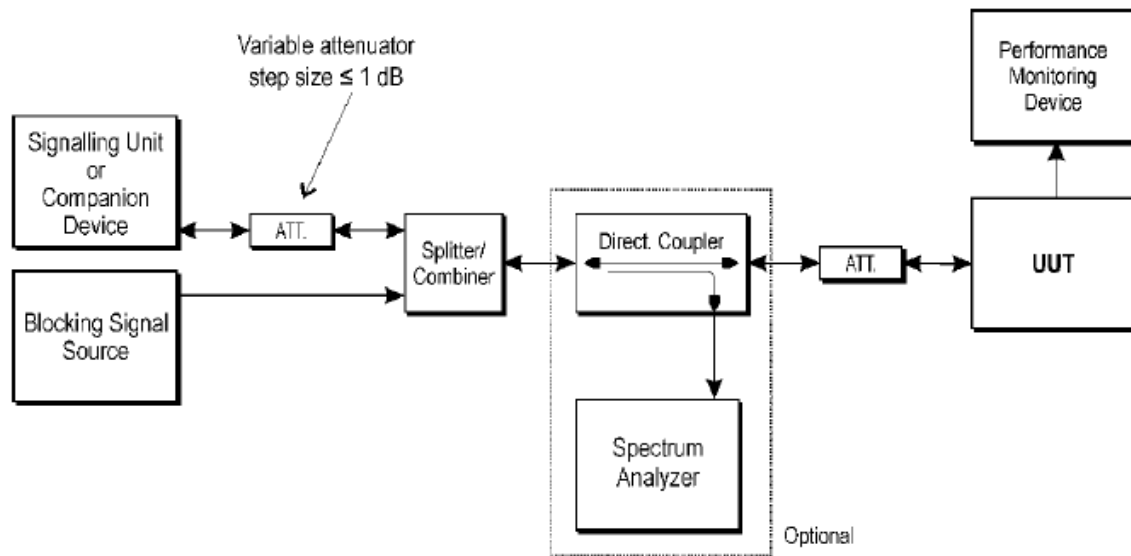 Variable attenuator
step size ≤ 1 dB
Performance
Monitoring
Device
Signalling Unit
or
Companion
Device
ATT.
Splitter/
Combiner
Direct. Coupler
ATT.
UUT
Blocking Signal
Source
Spectrum
Analyzer
Optional